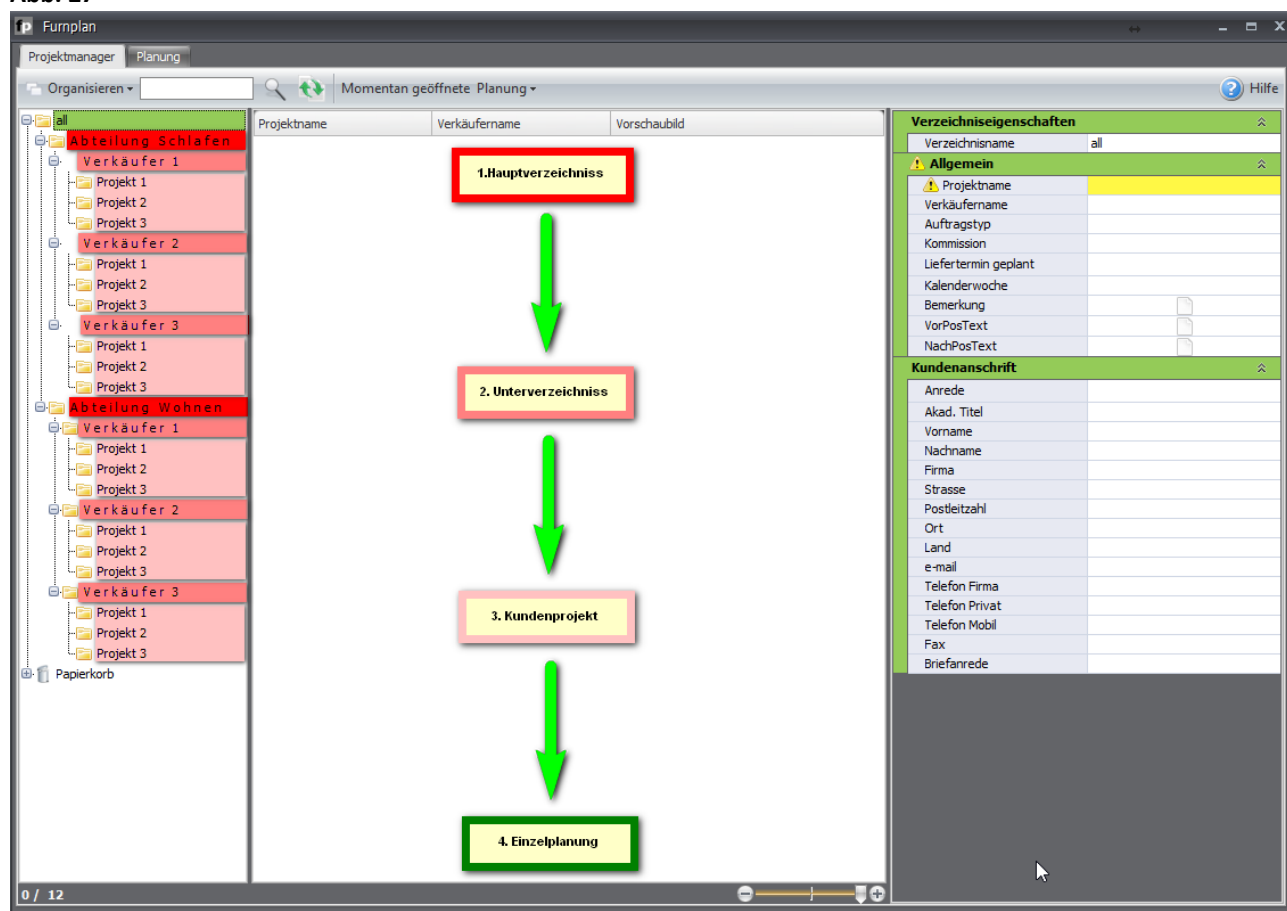 Furnplan
Projektmanager Planung
Organisieren Momentan geöffnete Planung Hilfe
all
Abteilung Schlafen
Verkäufer 1
Projekt 1
Projekt 2
Projekt 3
Verkäufer 2
Projekt 1
Projekt 2
Projekt 3
Verkäufer 3
Projekt 1
Projekt 2
Projekt 3
Abteilung Wohnen
Verkäufer 1
Projekt 1
Projekt 2
Projekt 3
Verkäufer 2
Projekt 1
Projekt 2
Projekt 3
Verkäufer 3
Projekt 1
Projekt 2
Projekt 3
Papierkorb
0 / 12
Projektname Verkäufername Vorschaubild
1.Hauptverzeichniss
2. Unterverzeichniss
3. Kundenprojekt
4. Einzelplanung
Verzeichniseigenschaften
Verzeichnisname all
Allgemein
Projektname
Verkäufername
Auftragstyp
Kommission
Liefertermin geplant
Kalenderwoche
Bemerkung
VorPosText
NachPosText
Kundenanschrift
Anrede
Akad. Titel
Vorname
Nachname
Firma
Strasse
Postleitzahl
Ort
Land
e-mail
Telefon Firma
Telefon Privat
Telefon Mobil
Fax
Briefanrede